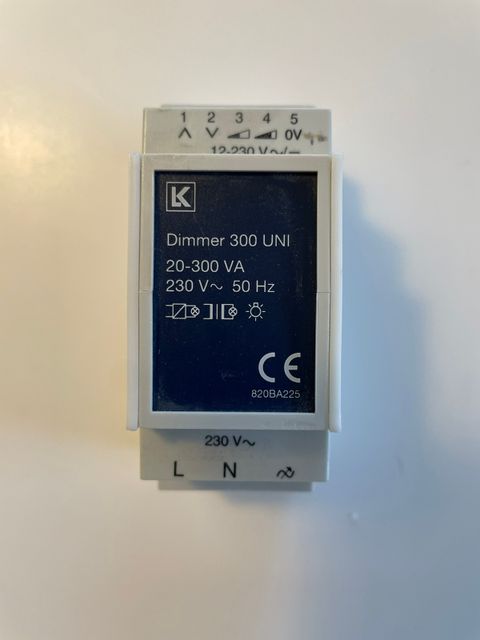 1 2 3 4 5
0V
12-230 V~/⎓
LK
Dimmer 300 UNI
20-300 VA
230 V~ 50 Hz
CE
820BA225
230 V~
L N